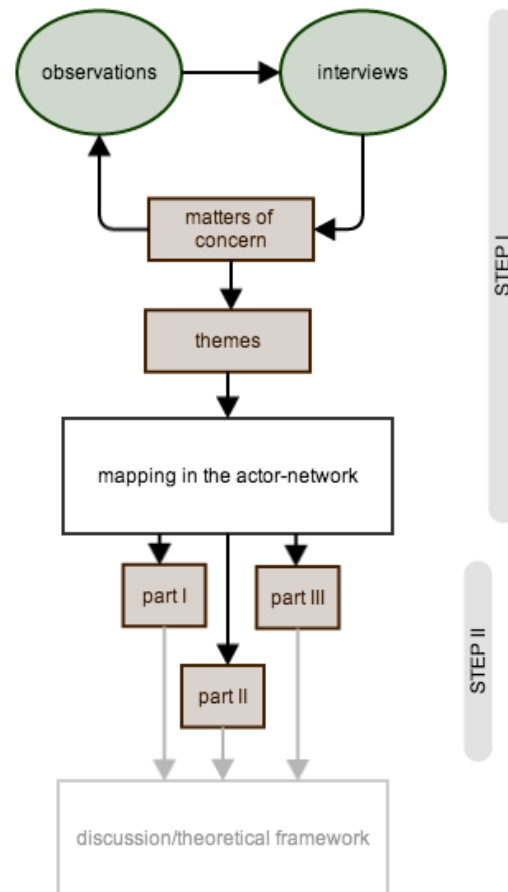 observations
interviews
matters of
concern
themes
mapping in the actor-network
STEP I
part I
part III
part II
STEP II
discussion/theoretical framework